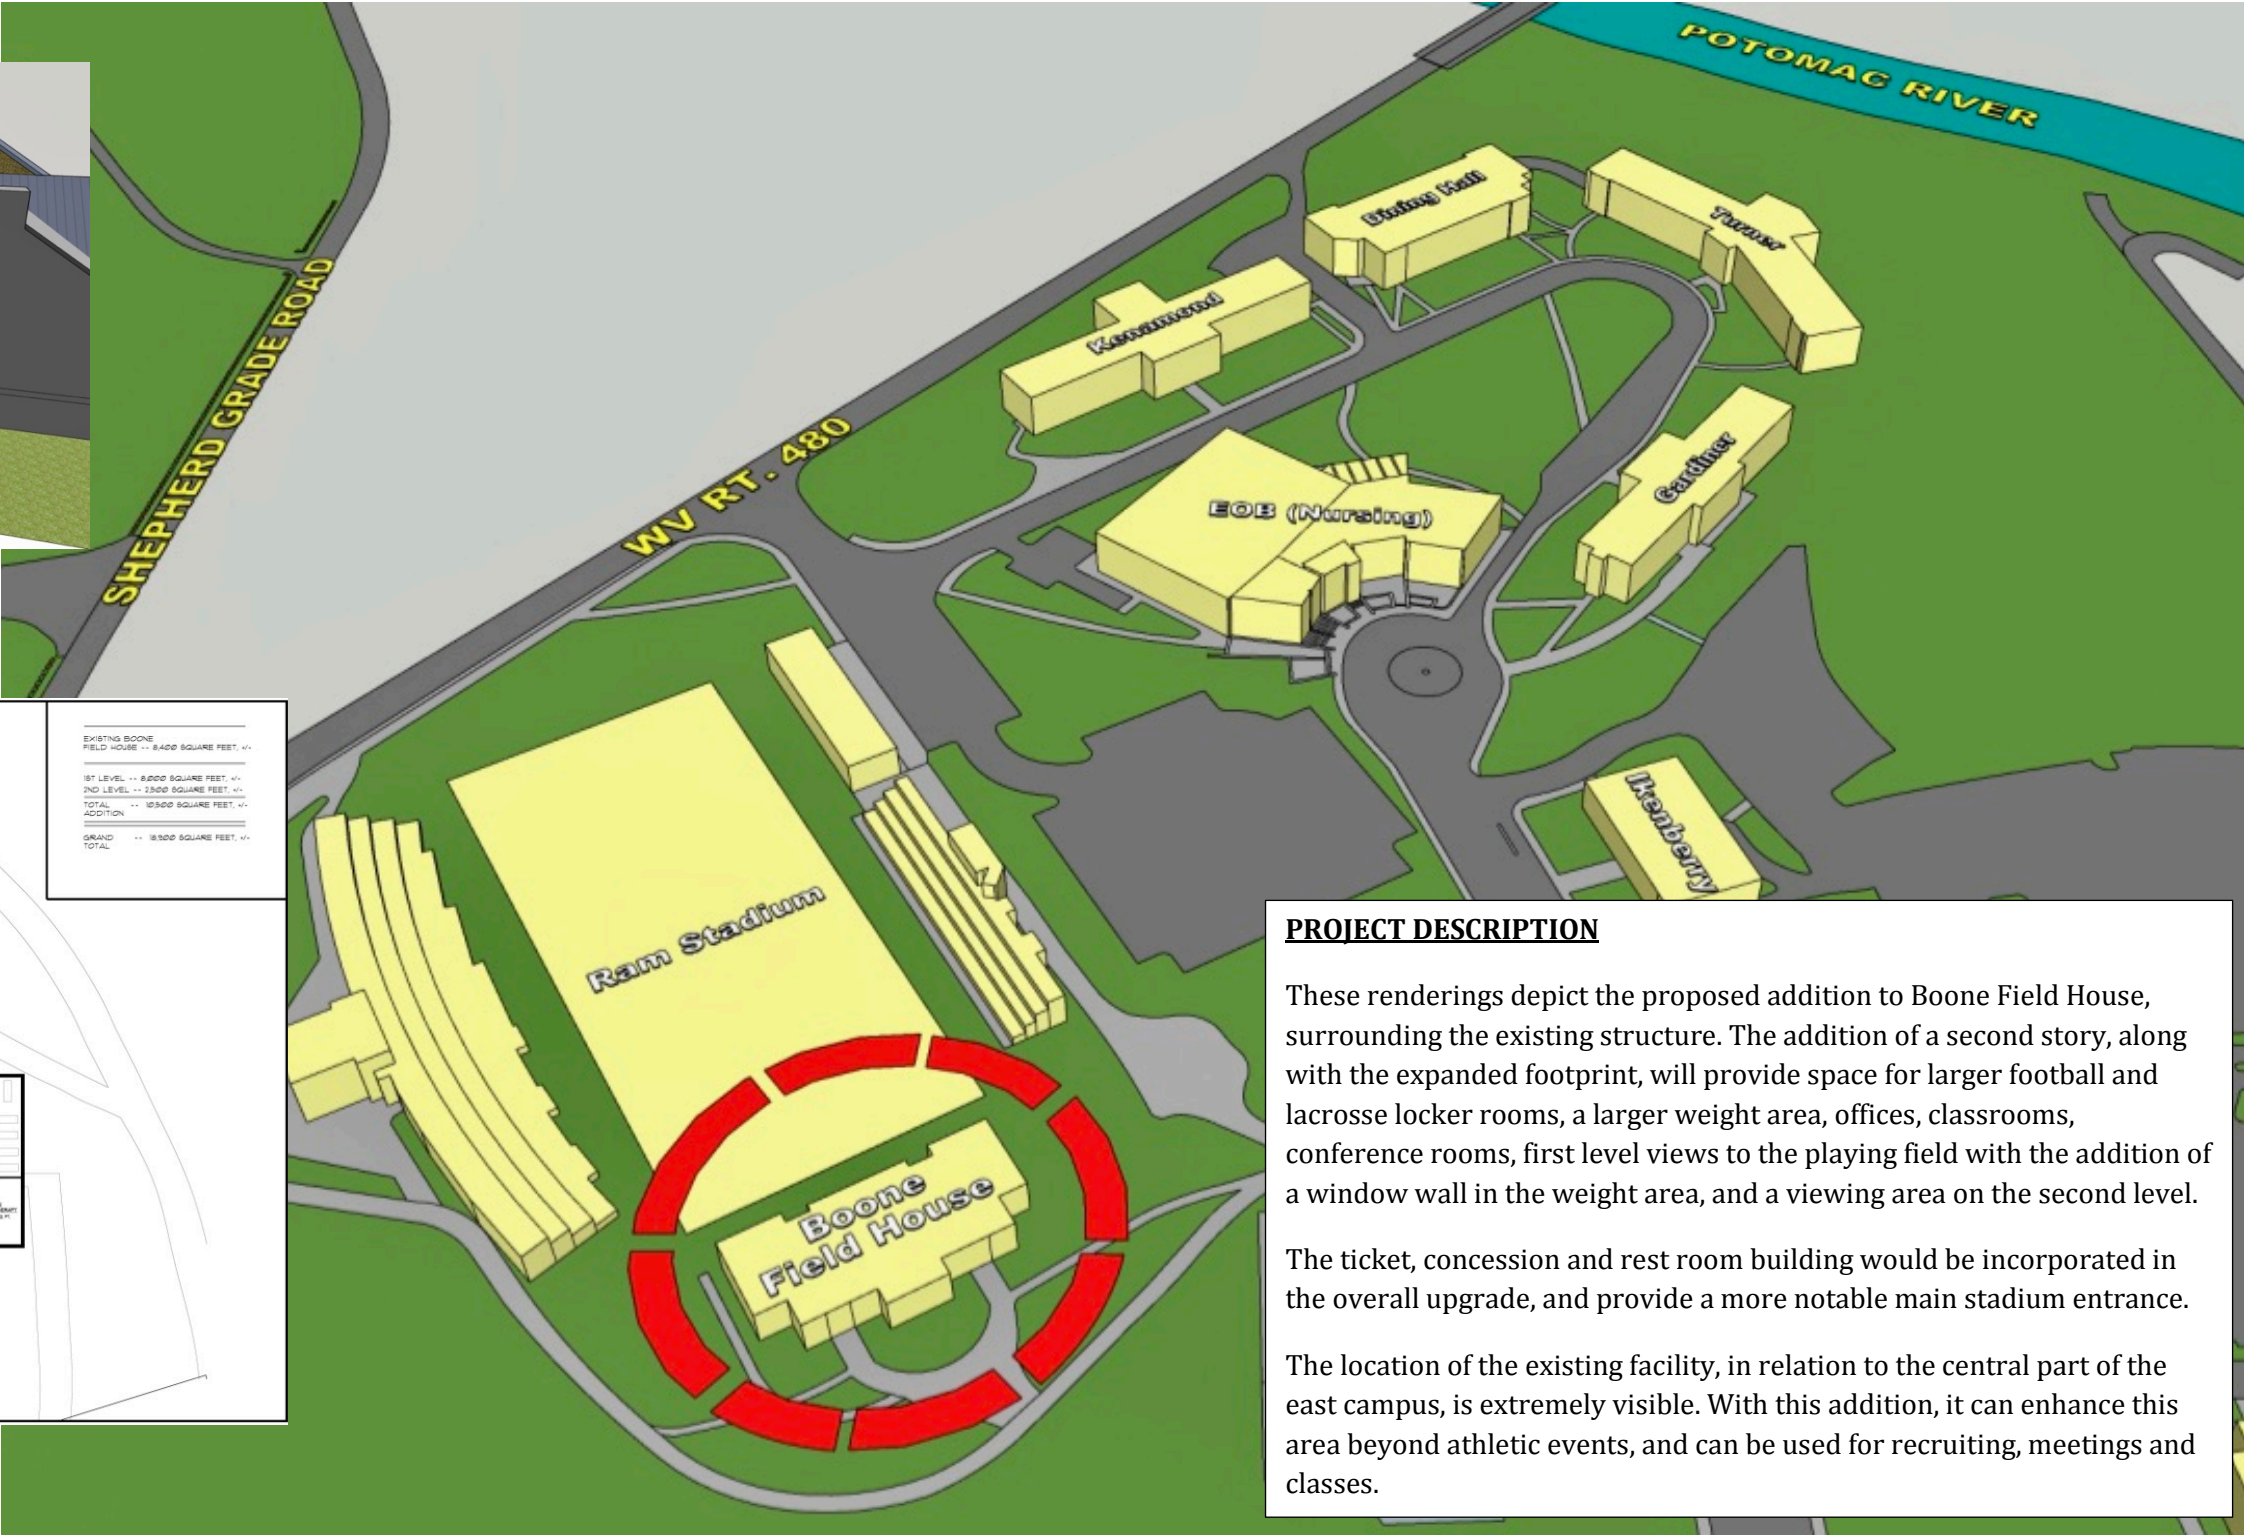 POTOMAC RIVER
Dining Hall
Turner
Kenamond
SHEPHERD GRADE ROAD
WV RT. 480
Gardiner
EOB (Nursing)
EXISTING BOONE
FIELD HOUSE -- 8,400 SQUARE FEET, +/-
1ST LEVEL -- 8,000 SQUARE FEET, +/-
2ND LEVEL -- 2,500 SQUARE FEET, +/-
TOTAL -- 10,500 SQUARE FEET, +/-
ADDITION
GRAND -- 18,900 SQUARE FEET, +/-
TOTAL
Ikenberry
Ram Stadium
Boone
Field House
PROJECT DESCRIPTION
These renderings depict the proposed addition to Boone Field House,
surrounding the existing structure. The addition of a second story, along
with the expanded footprint, will provide space for larger football and
lacrosse locker rooms, a larger weight area, offices, classrooms,
conference rooms, first level views to the playing field with the addition of
a window wall in the weight area, and a viewing area on the second level.
The ticket, concession and rest room building would be incorporated in
the overall upgrade, and provide a more notable main stadium entrance.
The location of the existing facility, in relation to the central part of the
east campus, is extremely visible. With this addition, it can enhance this
area beyond athletic events, and can be used for recruiting, meetings and
classes.